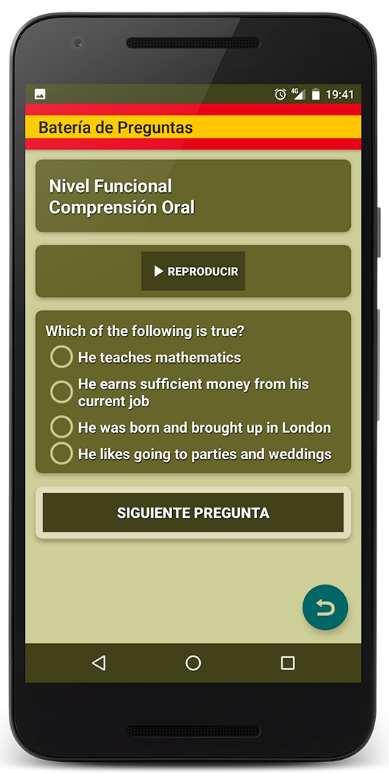 4G 19:41
Batería de Preguntas
Nivel Funcional
Comprensión Oral
REPRODUCIR
Which of the following is true?
He teaches mathematics
He earns sufficient money from his
current job
He was born and brought up in London
He likes going to parties and weddings
SIGUIENTE PREGUNTA